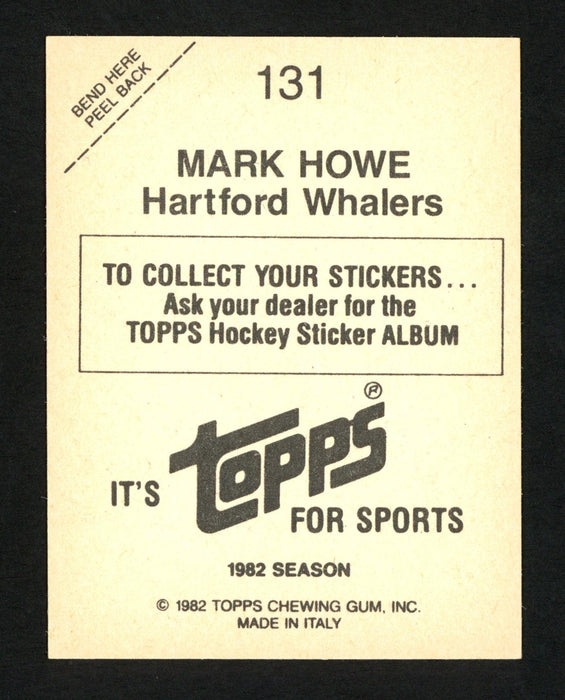 BEND HERE
PEEL BACK
131
MARK HOWE
Hartford Whalers
TO COLLECT YOUR STICKERS...
Ask your dealer for the
TOPPS Hockey Sticker ALBUM
IT'S topps® FOR SPORTS
1982 SEASON
© 1982 TOPPS CHEWING GUM, INC.
MADE IN ITALY